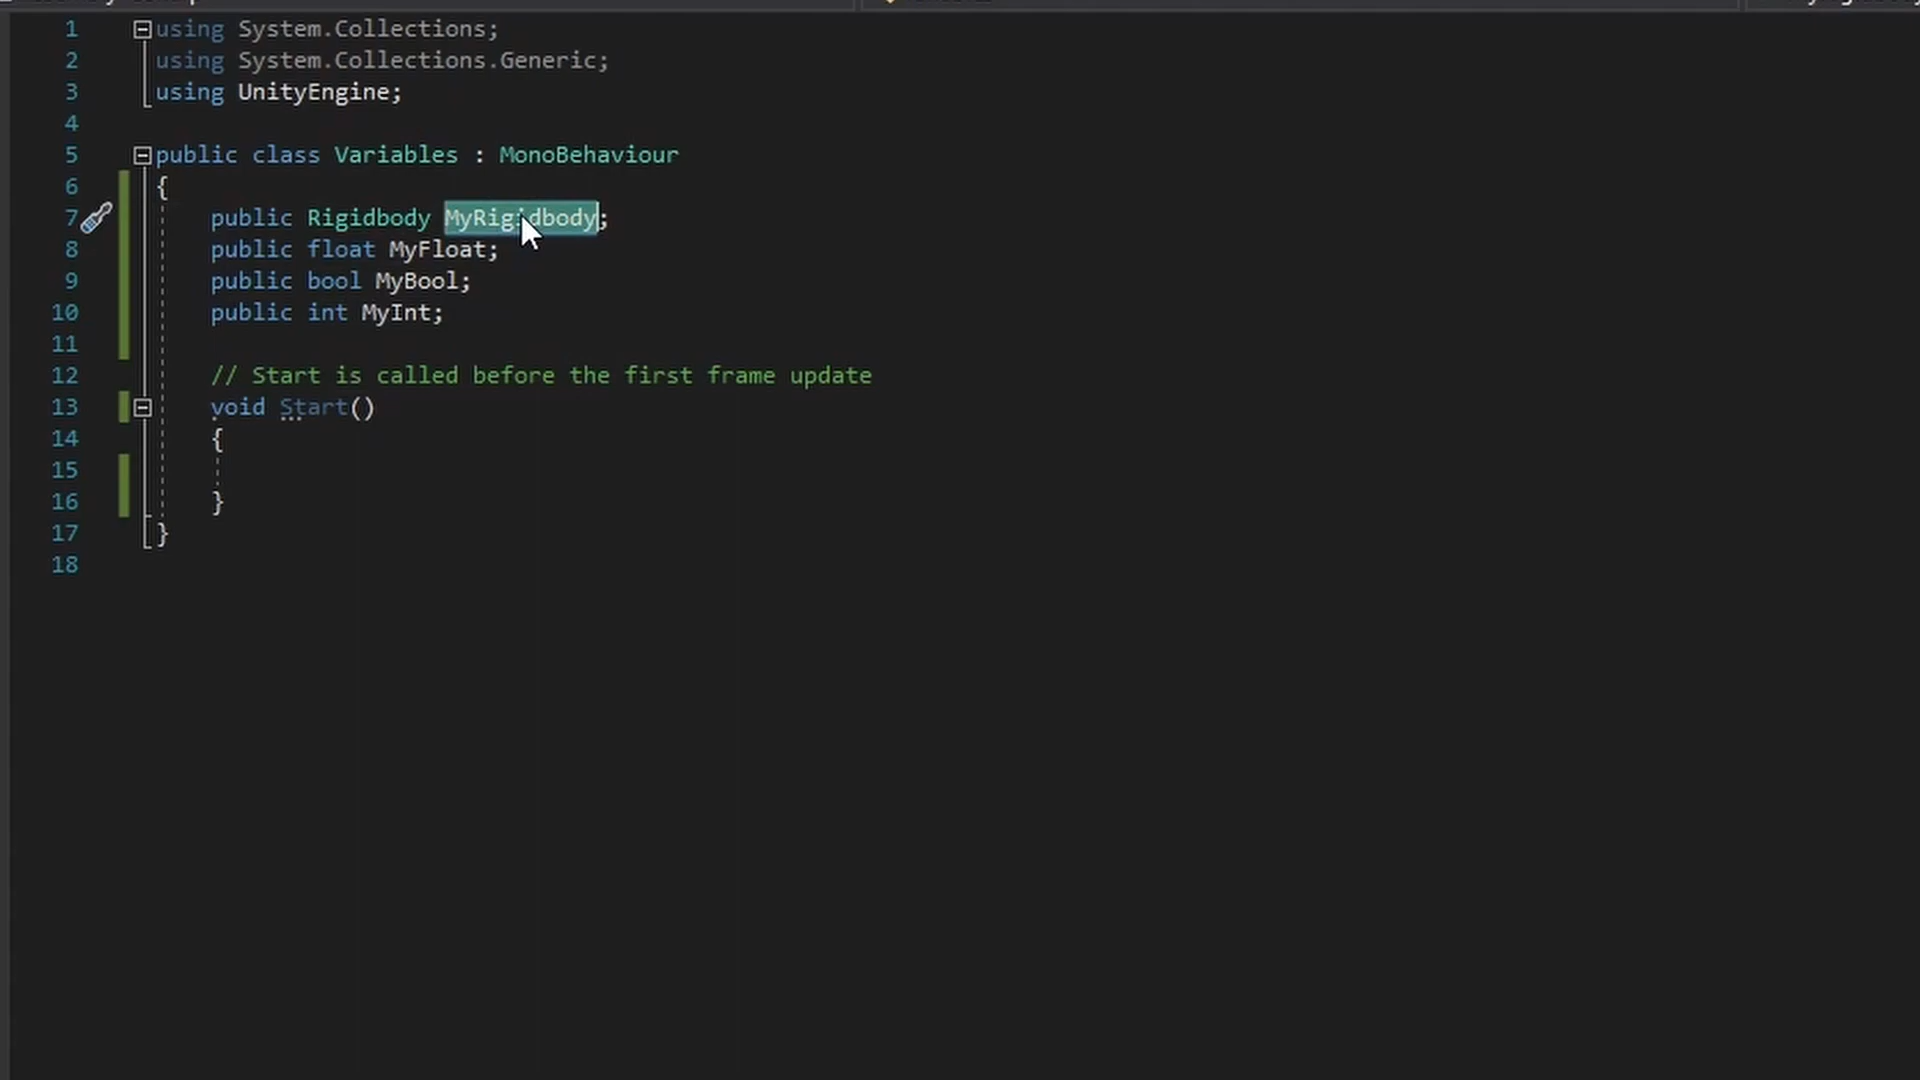 1 using System.Collections;
2 using System.Collections.Generic;
3 using UnityEngine;
4
5 public class Variables : MonoBehaviour
6 {
7 public Rigidbody MyRigidbody;
8 public float MyFloat;
9 public bool MyBool;
10 public int MyInt;
11
12 // Start is called before the first frame update
13 void Start()
14 {
15
16 }
17 }
18